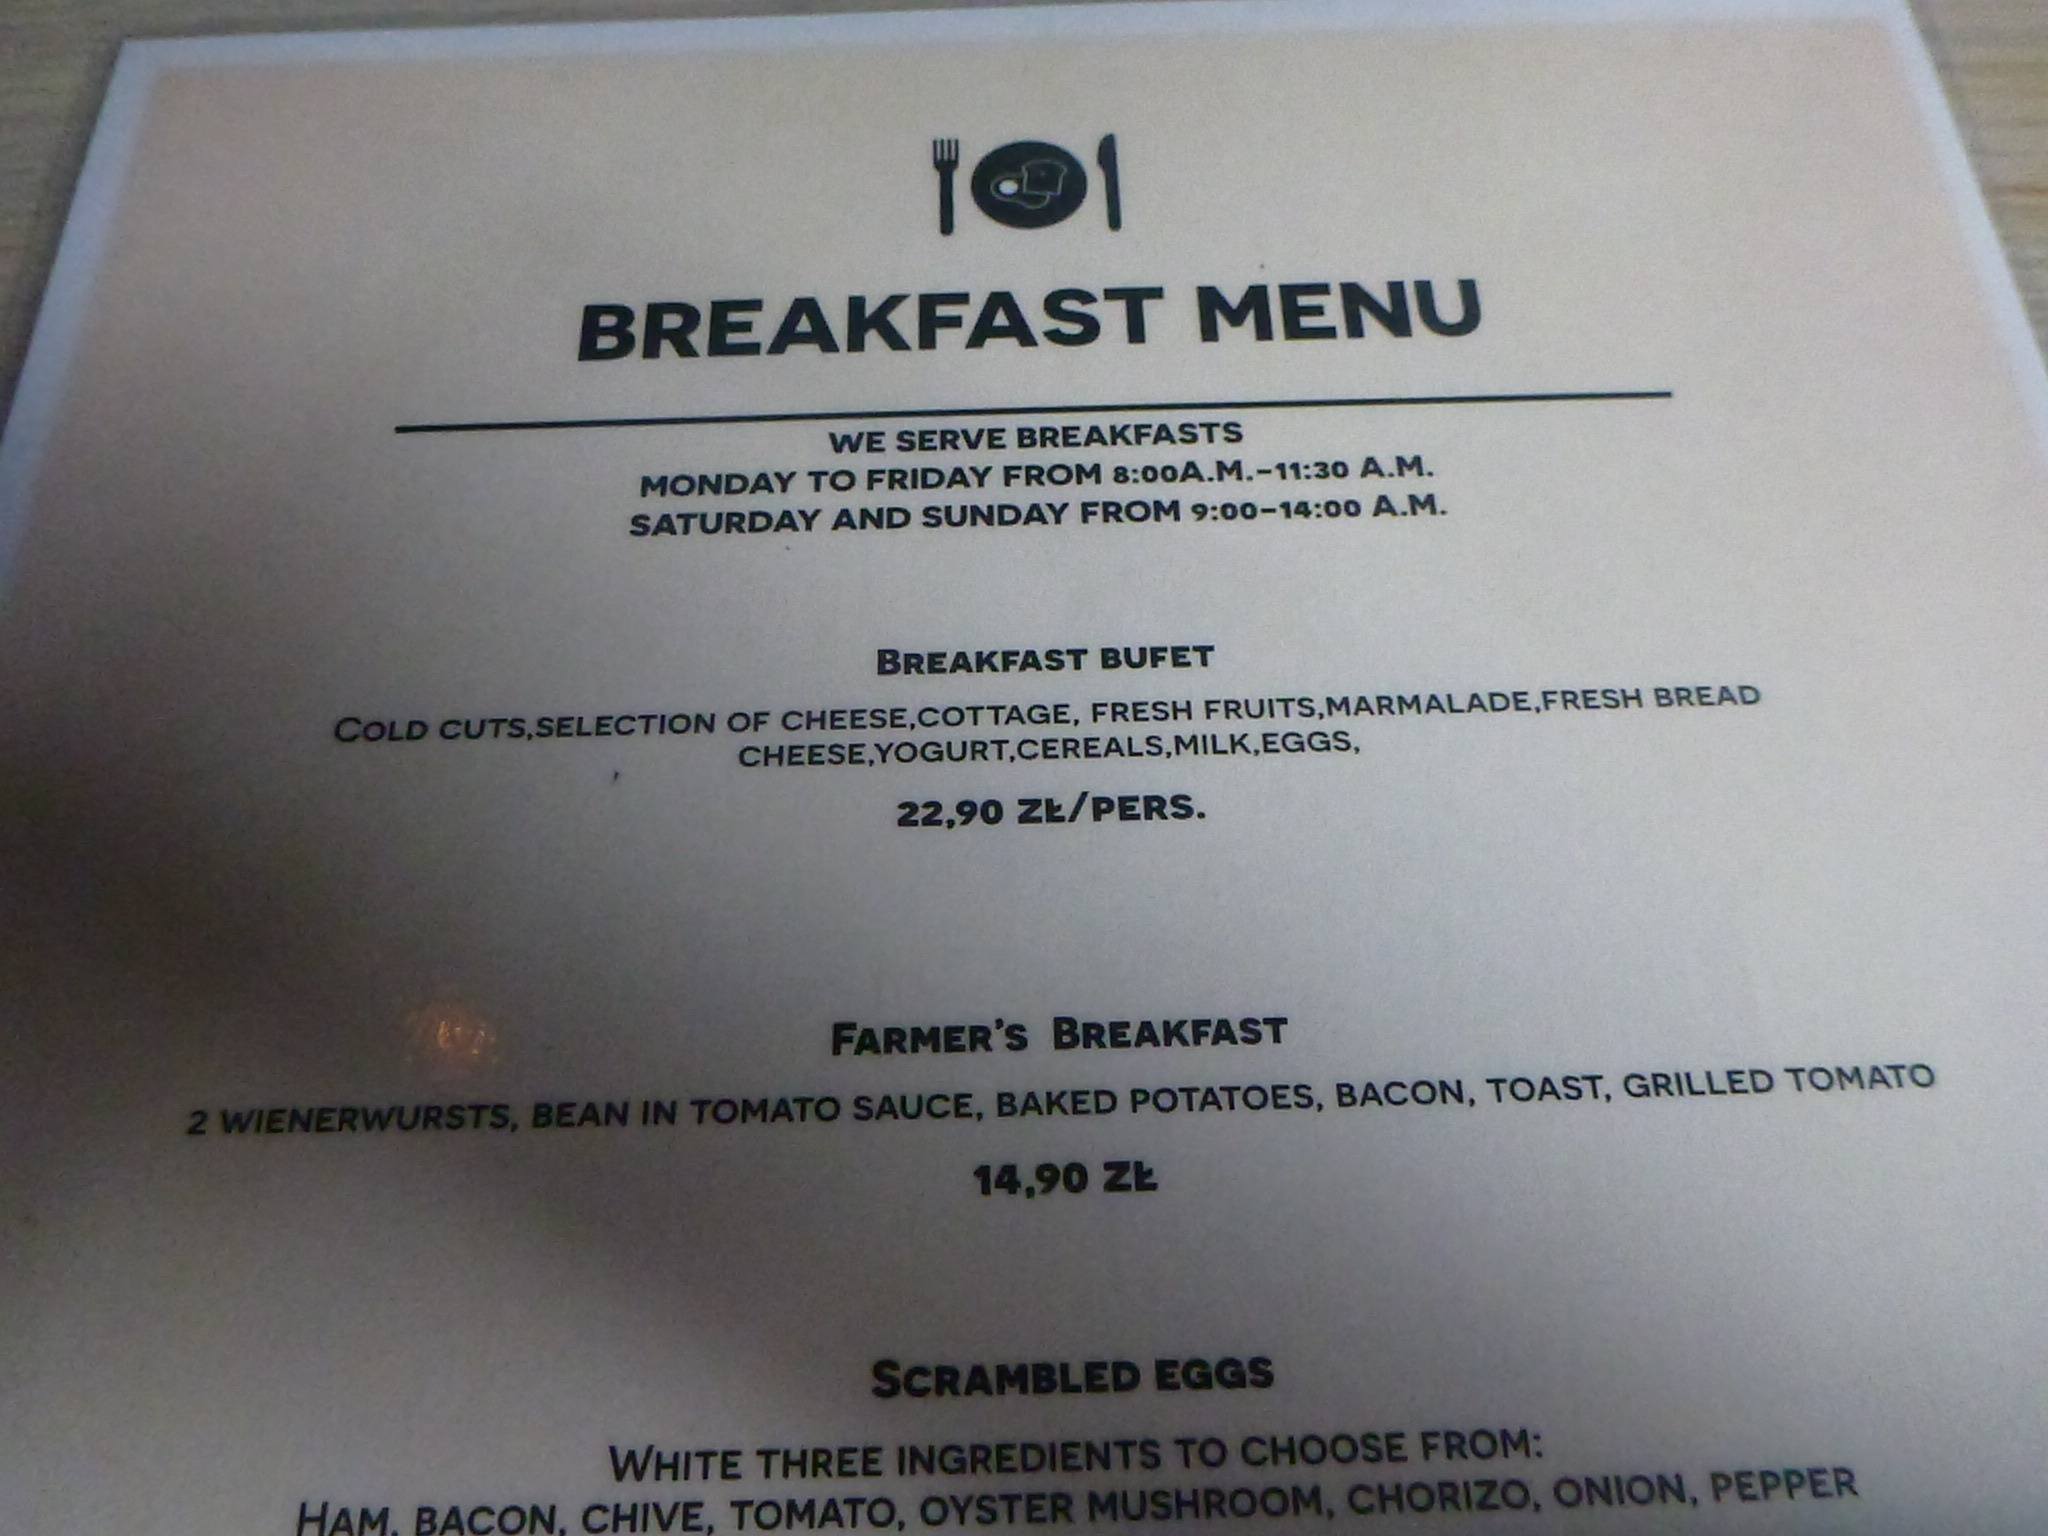 BREAKFAST MENU
WE SERVE BREAKFASTS
MONDAY TO FRIDAY FROM 8:00A.M.-11:30 A.M.
SATURDAY AND SUNDAY FROM 9:00-14:00 A.M.
BREAKFAST BUFET
COLD CUTS,SELECTION OF CHEESE,COTTAGE, FRESH FRUITS,MARMALADE,FRESH BREAD
CHEESE,YOGURT,CEREALS,MILK,EGGS,
22,90 ZŁ/PERS.
FARMER'S BREAKFAST
2 WIENERWURSTS, BEAN IN TOMATO SAUCE, BAKED POTATOES, BACON, TOAST, GRILLED TOMATO
14,90 ZŁ
SCRAMBLED EGGS
WHITE THREE INGREDIENTS TO CHOOSE FROM:
HAM, BACON, CHIVE, TOMATO, OYSTER MUSHROOM, CHORIZO, ONION, PEPPER